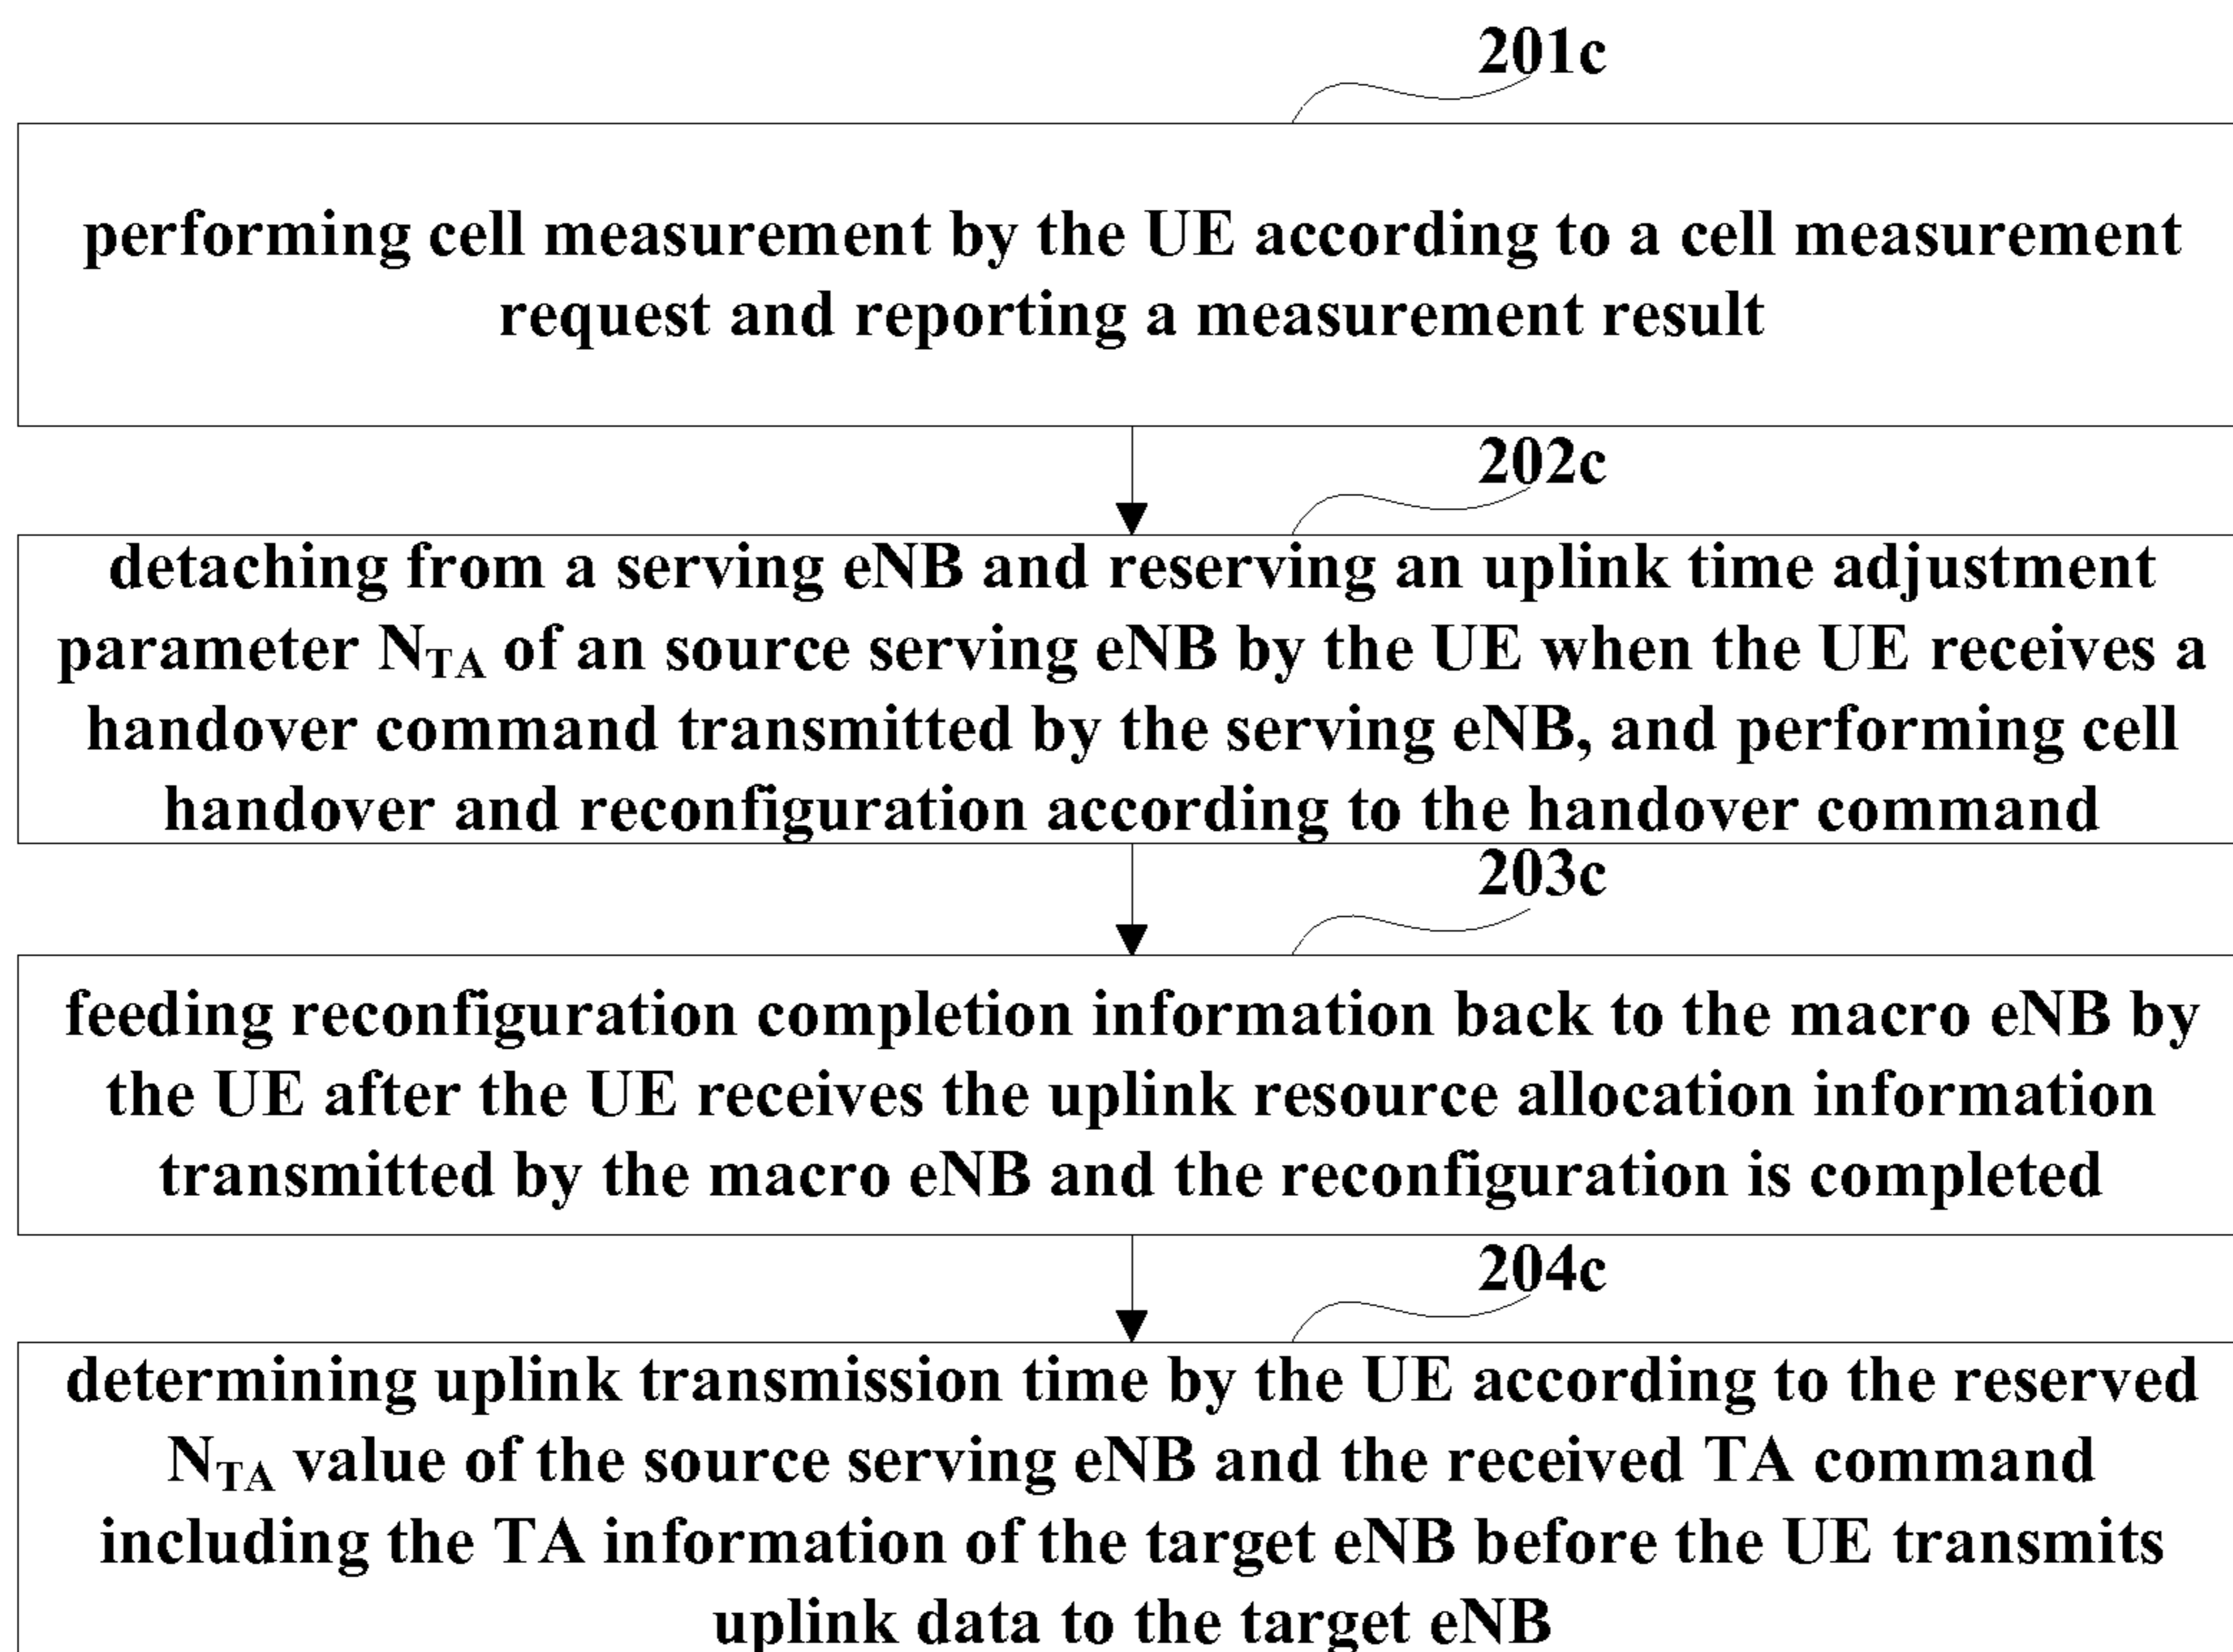 201c
performing cell measurement by the UE according to a cell measurement
request and reporting a measurement result
202c
detaching from a serving eNB and reserving an uplink time adjustment
parameter N_TA of an source serving eNB by the UE when the UE receives a
handover command transmitted by the serving eNB, and performing cell
handover and reconfiguration according to the handover command
203c
feeding reconfiguration completion information back to the macro eNB by
the UE after the UE receives the uplink resource allocation information
transmitted by the macro eNB and the reconfiguration is completed
204c
determining uplink transmission time by the UE according to the reserved
N_TA value of the source serving eNB and the received TA command
including the TA information of the target eNB before the UE transmits
uplink data to the target eNB